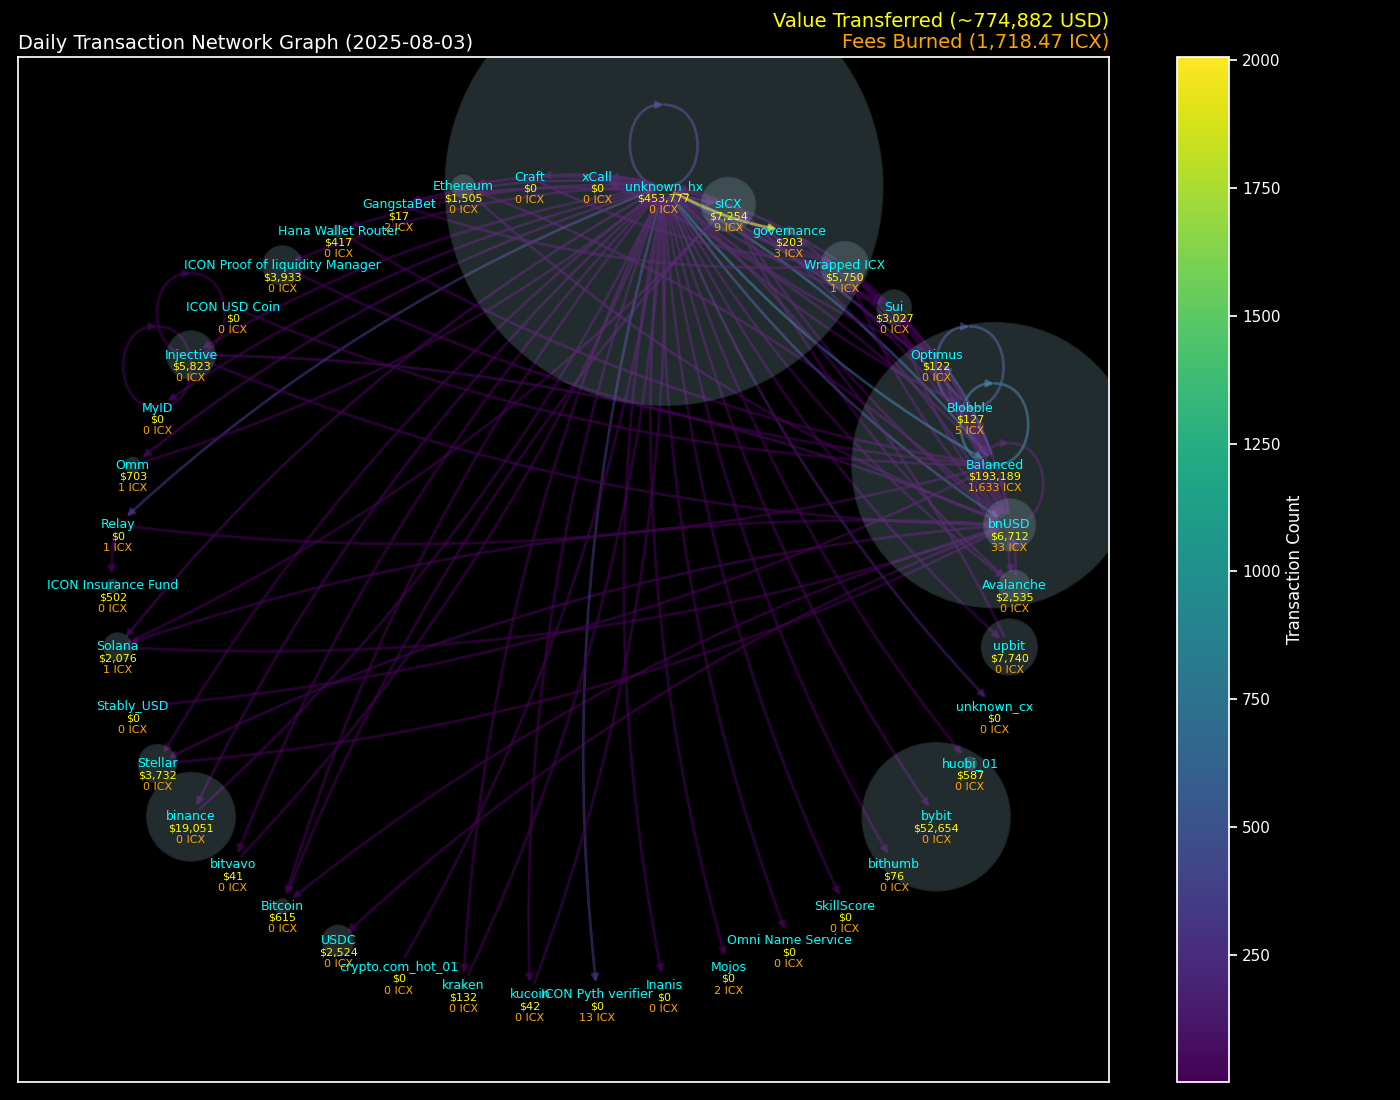 Value Transferred (~774,882 USD)
Daily Transaction Network Graph (2025-08-03)
Fees Burned (1,718.47 ICX)
Craft
$0
0 ICX
xCall
$0
0 ICX
unknown_hx
$453,777
0 ICX
Ethereum
$1,505
0 ICX
sICX
$7,254
9 ICX
GangstaBet
$17
2 ICX
governance
$203
3 ICX
Hana Wallet Router
$417
0 ICX
Wrapped ICX
$5,750
1 ICX
ICON Proof of liquidity Manager
$3,933
0 ICX
Sui
$3,027
0 ICX
ICON USD Coin
$0
0 ICX
Optimus
$122
0 ICX
Injective
$5,823
0 ICX
Blobble
$127
5 ICX
MyID
$0
0 ICX
Balanced
$193,189
1,633 ICX
Omm
$703
1 ICX
bnUSD
$6,712
33 ICX
Relay
$0
1 ICX
Avalanche
$2,535
0 ICX
ICON Insurance Fund
$502
0 ICX
upbit
$7,740
0 ICX
Solana
$2,076
1 ICX
unknown_cx
$0
0 ICX
Stably_USD
$0
0 ICX
huobi_01
$587
0 ICX
Stellar
$3,732
0 ICX
bybit
$52,654
0 ICX
binance
$19,051
0 ICX
bithumb
$76
0 ICX
bitvavo
$41
0 ICX
SkillScore
$0
0 ICX
Bitcoin
$615
0 ICX
Omni Name Service
$0
0 ICX
USDC
$2,524
0 ICX
Mojos
$0
2 ICX
crypto.com_hot_01
$0
0 ICX
Inanis
$0
0 ICX
kraken
$132
0 ICX
kucoin
$42
0 ICX
ICON Pyth verifier
$0
13 ICX
2000
1750
1500
1250
1000
750
500
250
Transaction Count